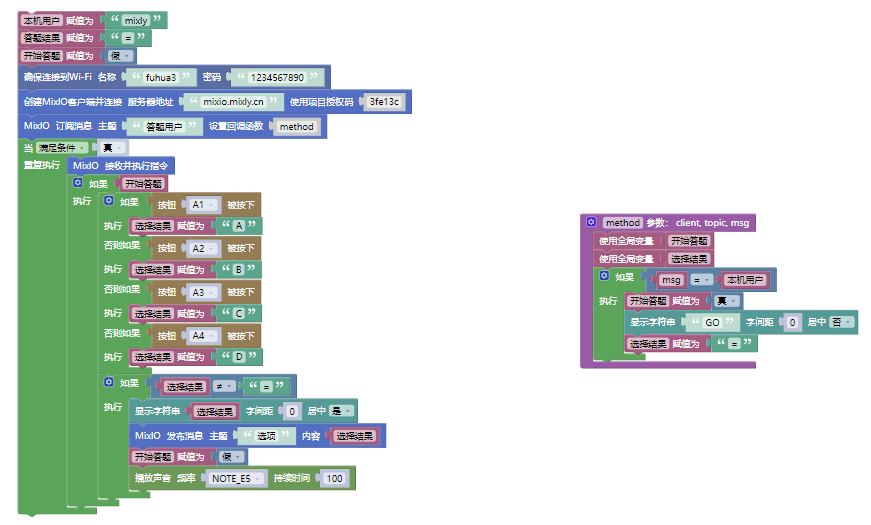 本机用户 赋值为 “ mixly ”
答题结果 赋值为 “ = ”
开始答题 赋值为 假
确保连接到Wi-Fi 名称 “ fuhua3 ” 密码 “ 1234567890 ”
创建MixIO客户端并连接 服务器地址 “ mixio.mixly.cn ” 使用项目授权码 3fe13c
MixIO 订阅消息 主题 “ 答题用户 ” 设置回调函数 method
当 满足条件 真
重复执行 MixIO 接收并执行指令
如果 开始答题
执行 如果 按钮 A1 被按下
执行 选择结果 赋值为 “ A ”
否则如果 按钮 A2 被按下
执行 选择结果 赋值为 “ B ”
否则如果 按钮 A3 被按下
执行 选择结果 赋值为 “ C ”
否则如果 按钮 A4 被按下
执行 选择结果 赋值为 “ D ”
如果 选择结果 ≠ “ = ”
执行 显示字符串 选择结果 字间距 0 居中 是
MixIO 发布消息 主题 “ 选项 ” 内容 选择结果
开始答题 赋值为 假
播放声音 频率 NOTE_E5 持续时间 100
method 参数: client, topic, msg
使用全局变量 开始答题
使用全局变量 选择结果
如果 msg = 本机用户
执行 开始答题 赋值为 真
显示字符串 “ GO ” 字间距 0 居中 否
选择结果 赋值为 “ = ”